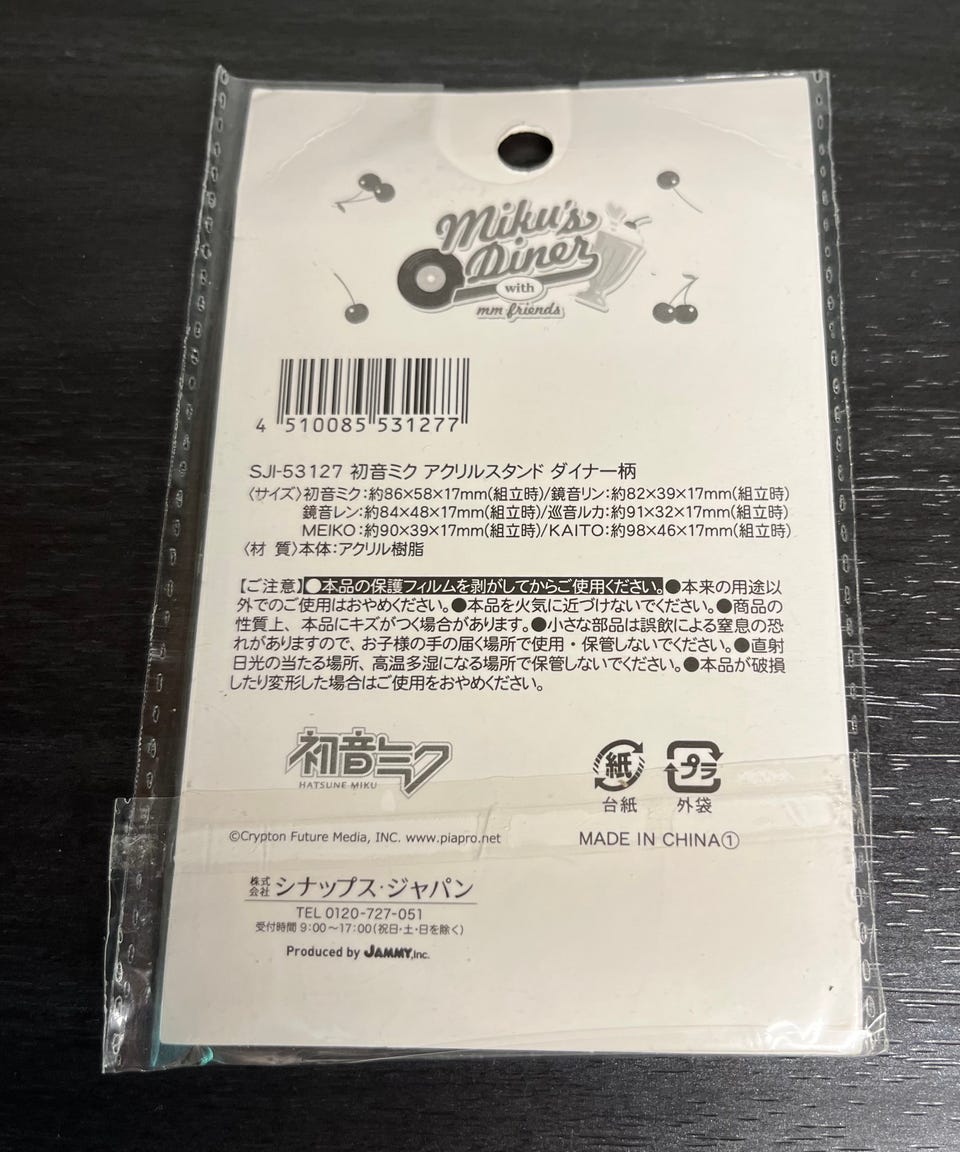 Miku's
Diner
with
mm friends
4 510085 531277
SJI-53127 初音ミク アクリルスタンド ダイナー柄
〈サイズ〉初音ミク:約86×58×17mm(組立時)/鏡音リン:約82×39×17mm(組立時)
鏡音レン:約84×48×17mm(組立時)/巡音ルカ:約91×32×17mm(組立時)
MEIKO:約90×39×17mm(組立時)/KAITO:約98×46×17mm(組立時)
〈材 質〉本体:アクリル樹脂
【ご注意】●本品の保護フィルムを剥がしてからご使用ください。●本来の用途以
外でのご使用はおやめください。●本品を火気に近づけないでください。●商品の
性質上、本品にキズがつく場合があります。●小さな部品は誤飲による窒息の恐
れがありますので、お子様の手の届く場所で使用・保管しないでください。●直射
日光の当たる場所、高温多湿になる場所で保管しないでください。●本品が破損
したり変形した場合はご使用をおやめください。
初音ミク
HATSUNE MIKU
紙 プラ
台紙 外袋
©Crypton Future Media, INC. www.piapro.net
MADE IN CHINA①
株式会社 シナップス・ジャパン
TEL 0120-727-051
受付時間 9:00〜17:00(祝日・土・日を除く)
Produced by JAMMY,Inc.